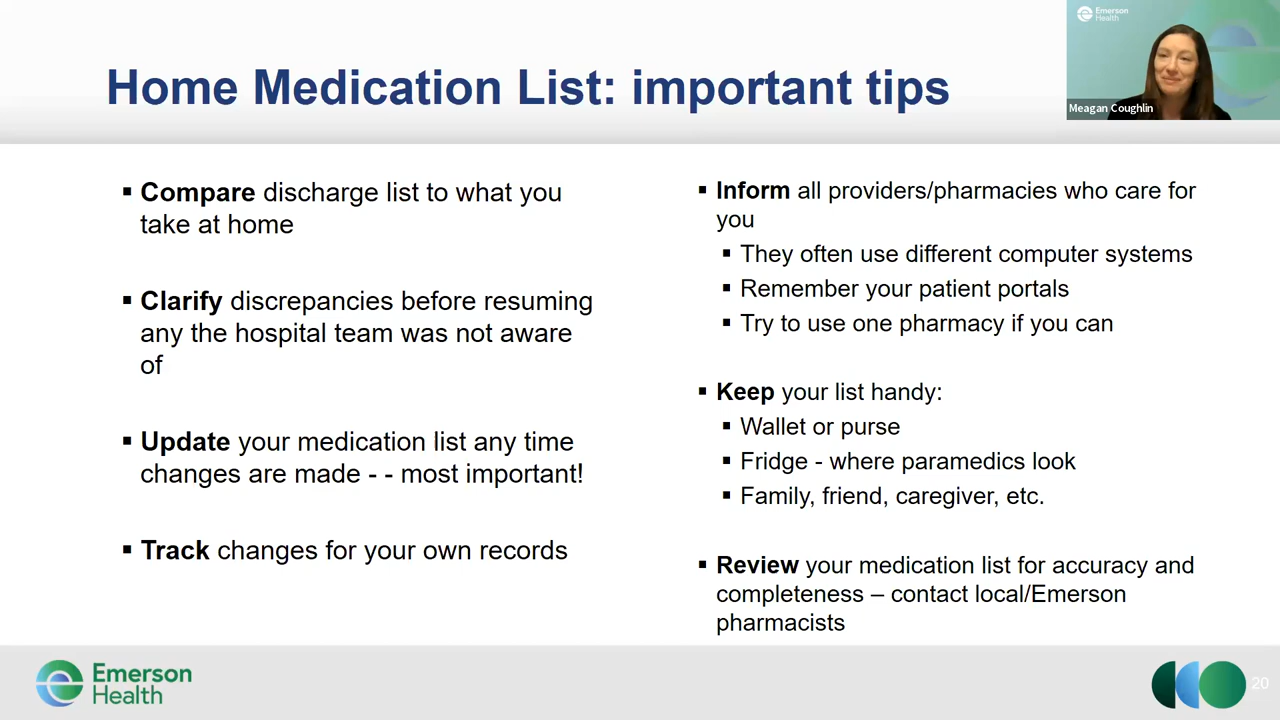 Home Medication List: important tips
Emerson
Health
Meagan Coughlin
▪ Compare discharge list to what you
take at home
▪ Clarify discrepancies before resuming
any the hospital team was not aware
of
▪ Update your medication list any time
changes are made - - most important!
▪ Track changes for your own records
▪ Inform all providers/pharmacies who care for
you
▪ They often use different computer systems
▪ Remember your patient portals
▪ Try to use one pharmacy if you can
▪ Keep your list handy:
▪ Wallet or purse
▪ Fridge - where paramedics look
▪ Family, friend, caregiver, etc.
▪ Review your medication list for accuracy and
completeness – contact local/Emerson
pharmacists
Emerson
Health
20